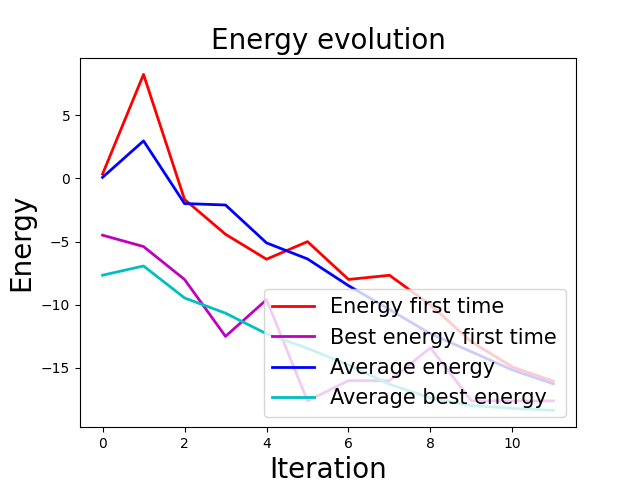 Energy evolution
Energy
5
0
−5
−10
−15
Energy first time
Best energy first time
Average energy
Average best energy
0 2 4 6 8 10
Iteration